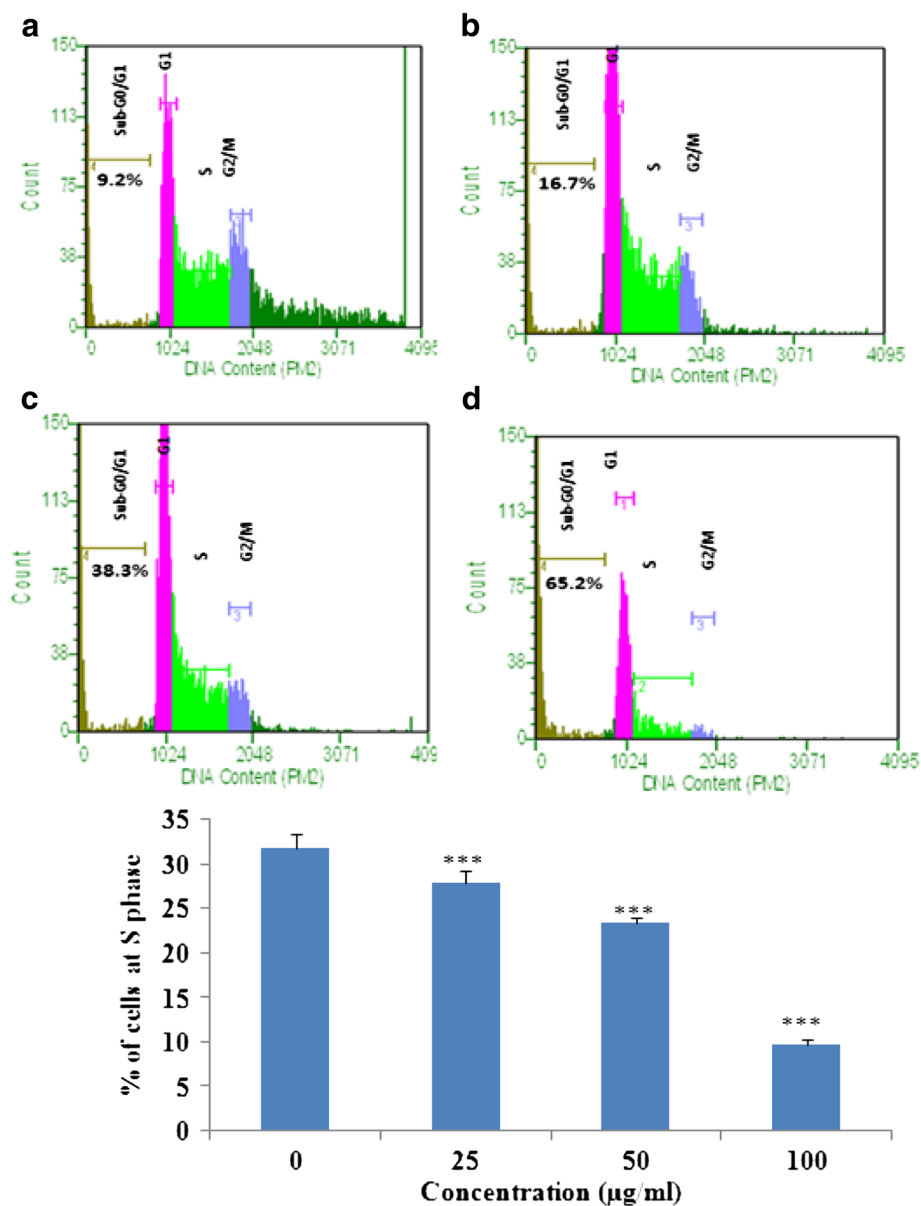 a
150
113
75
38
0
Count
Sub-G0/G1
G1
S
G2/M
4
9.2%
3
0 1024 2048 3071 4095
DNA Content (PM2)
b
150
113
75
38
0
Count
Sub-G0/G1
G1
S
G2/M
4
16.7%
3
0 1024 2048 3071 4095
DNA Content (PM2)
c
150
113
75
38
0
Count
Sub-G0/G1
G1
S
G2/M
4
38.3%
3
0 1024 2048 3071 409
DNA Content (PM2)
d
150
113
75
38
0
Count
Sub-G0/G1
G1
S
G2/M
4
65.2%
1
2
3
0 1024 2048 3071 4095
DNA Content (PM2)
% of cells at S phase
35
30
25
20
15
10
5
0
***
***
***
0 25 50 100
Concentration (µg/ml)